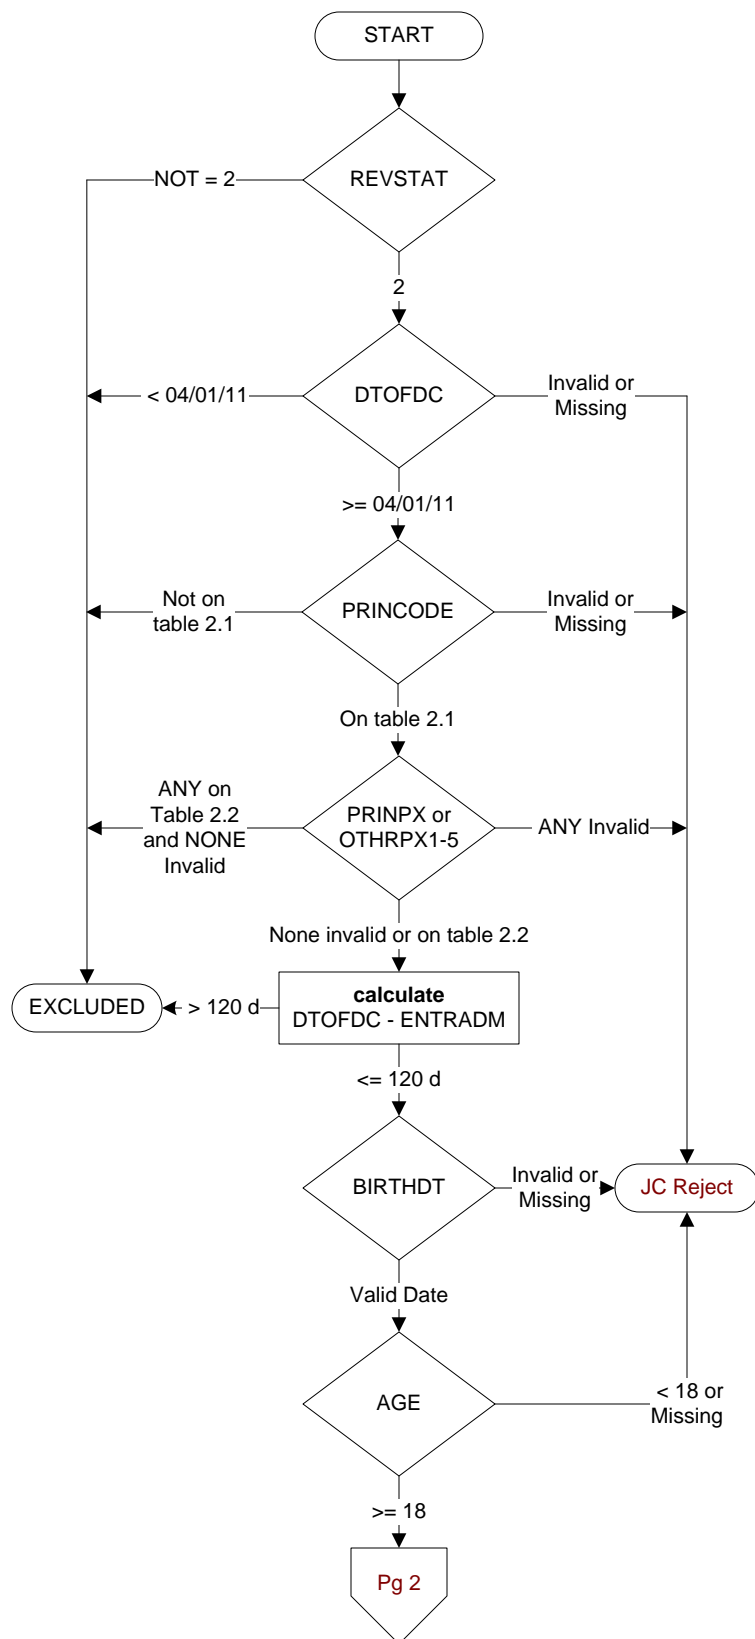 START
REVSTAT
NOT = 2
2
DTOFDC
< 04/01/11
Invalid or
Missing
>= 04/01/11
PRINCODE
Not on
table 2.1
Invalid or
Missing
On table 2.1
PRINPX or
OTHRPX1-5
ANY on
Table 2.2
and NONE
Invalid
ANY Invalid
None invalid or on table 2.2
calculate
DTOFDC - ENTRADM
> 120 d
EXCLUDED
<= 120 d
BIRTHDT
Invalid or
Missing
JC Reject
Valid Date
AGE
< 18 or
Missing
>= 18
Pg 2